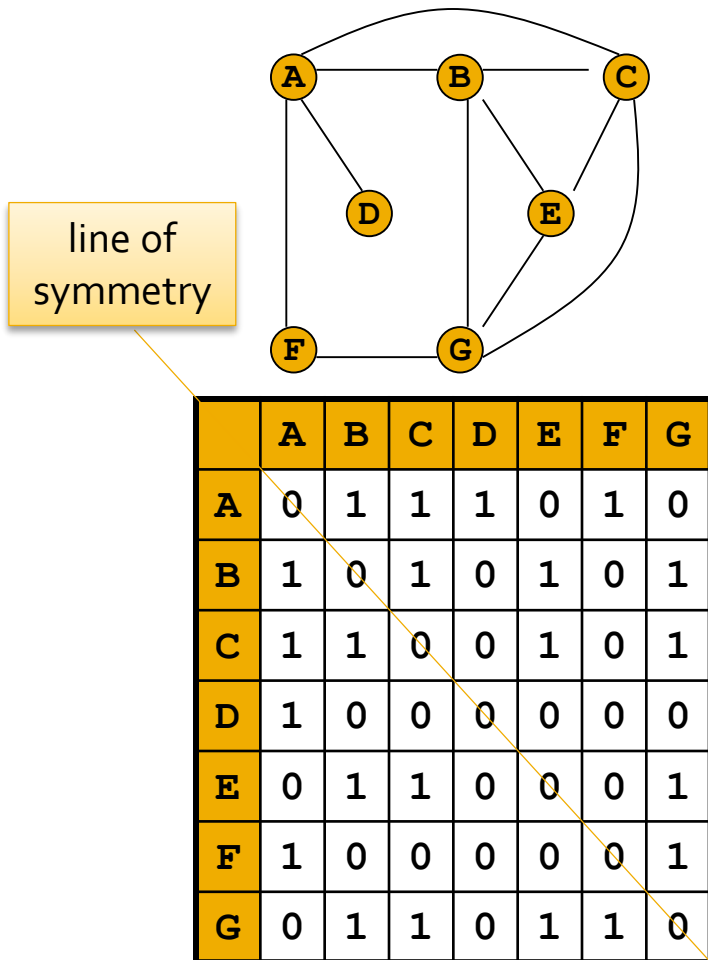 A B C
D E
line of
symmetry
F G
A B C D E F G
A 0 1 1 1 0 1 0
B 1 0 1 0 1 0 1
C 1 1 0 0 1 0 1
D 1 0 0 0 0 0 0
E 0 1 1 0 0 0 1
F 1 0 0 0 0 0 1
G 0 1 1 0 1 1 0